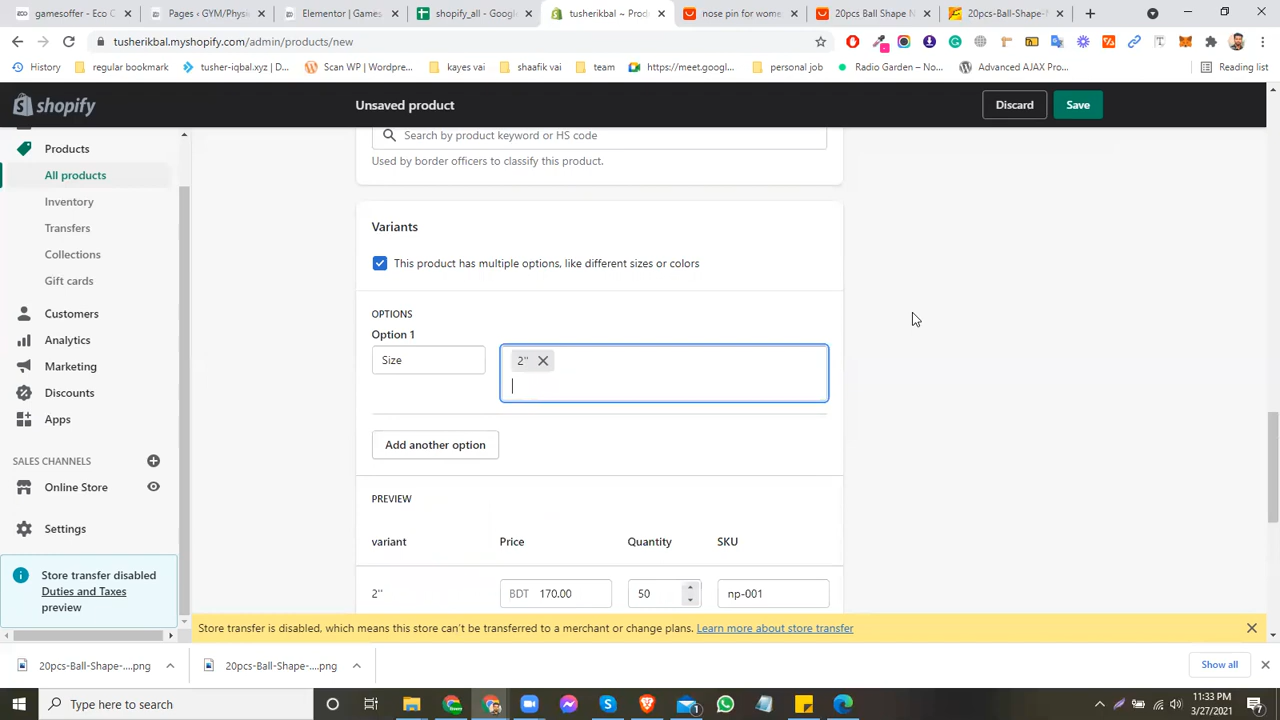 gamesoffer - Eco C
Pages ‹ GYM/Physe
Elementor | Games
shopify_all - Googl
tusherikbal ~ Prod
nose pin for wome
20pcs Ball Shape N
20pcs-Ball-Shape-N
tusherikbal.myshopify.com/admin/products/new
History
regular bookmark
tusher-iqbal.xyz | D...
Scan WP | Wordpre...
kayes vai
shaafik vai
team
https://meet.googl...
personal job
Radio Garden – No...
Advanced AJAX Pro...
Reading list
shopify
Unsaved product
Discard
Save
Products
All products
Inventory
Transfers
Collections
Gift cards
Customers
Analytics
Marketing
Discounts
Apps
SALES CHANNELS
Online Store
Settings
Store transfer disabled
Duties and Taxes
preview
Search by product keyword or HS code
Used by border officers to classify this product.
Variants
This product has multiple options, like different sizes or colors
OPTIONS
Option 1
Size
2''
Add another option
PREVIEW
variant Price Quantity SKU
2'' BDT 170.00 50 np-001
Store transfer is disabled, which means this store can't be transferred to a merchant or change plans. Learn more about store transfer
20pcs-Ball-Shape-....png
20pcs-Ball-Shape-....png
Show all
Type here to search
11:33 PM
3/27/2021